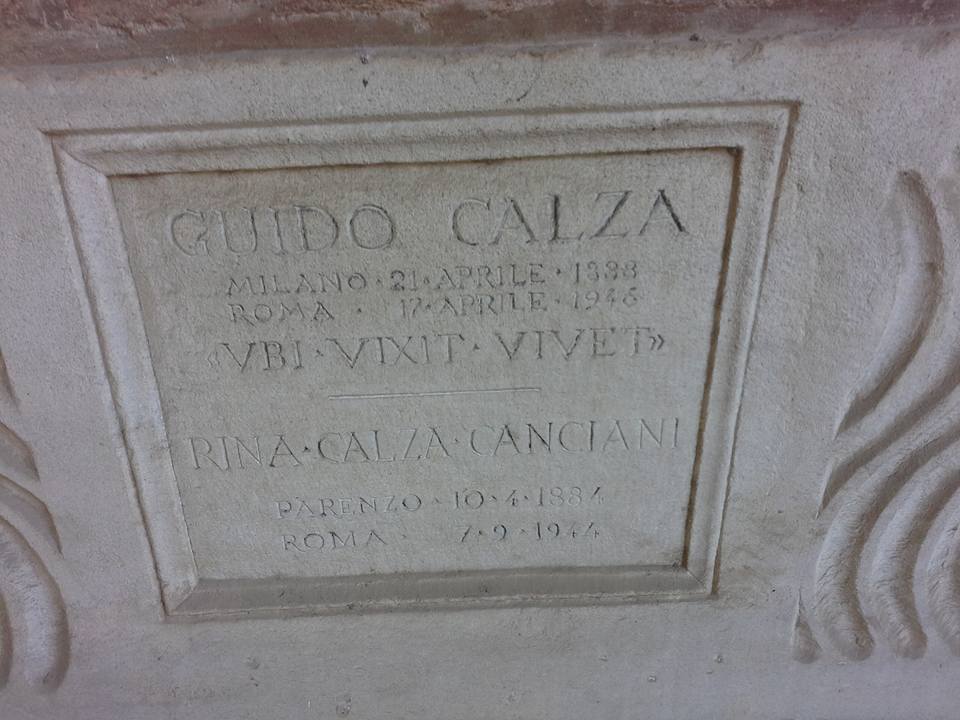 GUIDO CALZA
MILANO · 21 · APRILE · 1888
ROMA · 17 · APRILE · 1946
«VBI · VIXIT · VIVET»
RINA · CALZA · CANCIANI
PARENZO · 10 · 4 · 1884
ROMA · 7 · 9 · 1944